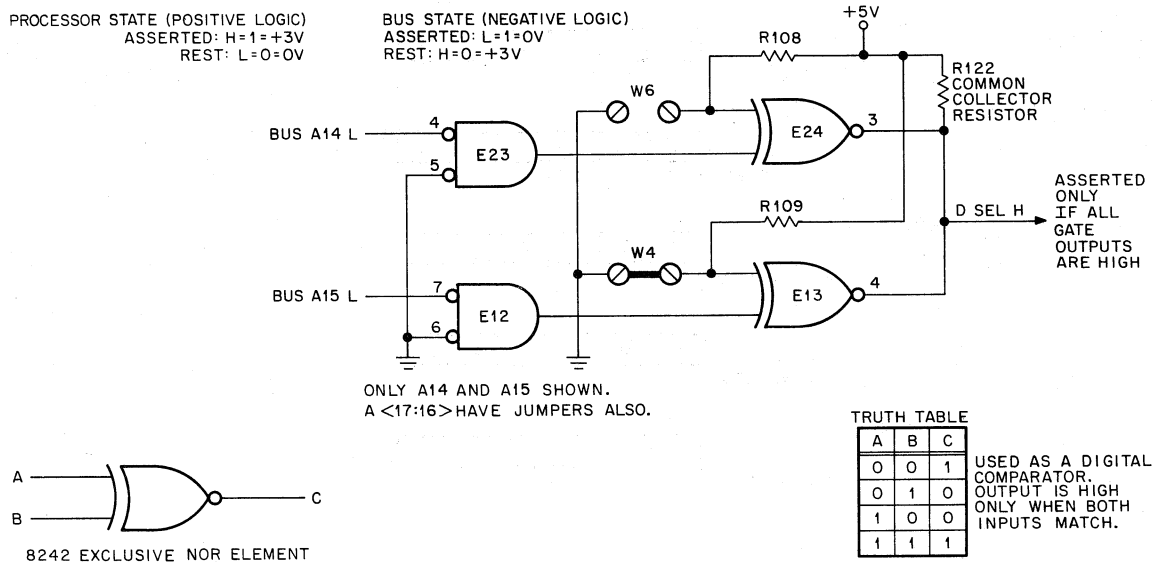 PROCESSOR STATE (POSITIVE LOGIC)
ASSERTED: H=1=+3V
REST: L=0=0V
BUS STATE (NEGATIVE LOGIC)
ASSERTED: L=1=0V
REST: H=0=+3V
+5V
R108
R122
COMMON
COLLECTOR
RESISTOR
W6
BUS A14 L
4
5
E23
E24
3
R109
D SEL H
ASSERTED
ONLY
IF ALL
GATE
OUTPUTS
ARE HIGH
W4
BUS A15 L
7
6
E12
E13
4
ONLY A14 AND A15 SHOWN.
A <17:16> HAVE JUMPERS ALSO.
A
B
C
8242 EXCLUSIVE NOR ELEMENT
TRUTH TABLE
A B C
0 0 1
0 1 0
1 0 0
1 1 1
USED AS A DIGITAL
COMPARATOR.
OUTPUT IS HIGH
ONLY WHEN BOTH
INPUTS MATCH.